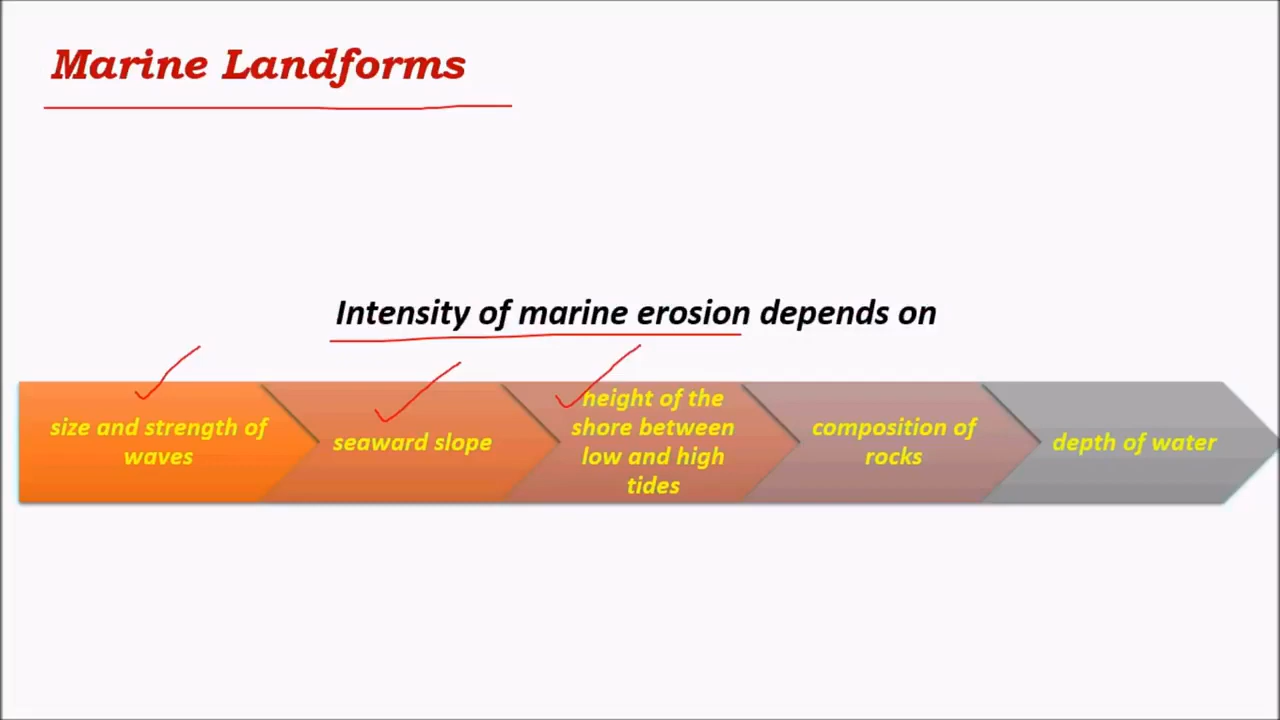 Marine Landforms
Intensity of marine erosion depends on
size and strength of
waves
seaward slope
height of the
shore between
low and high
tides
composition of
rocks
depth of water